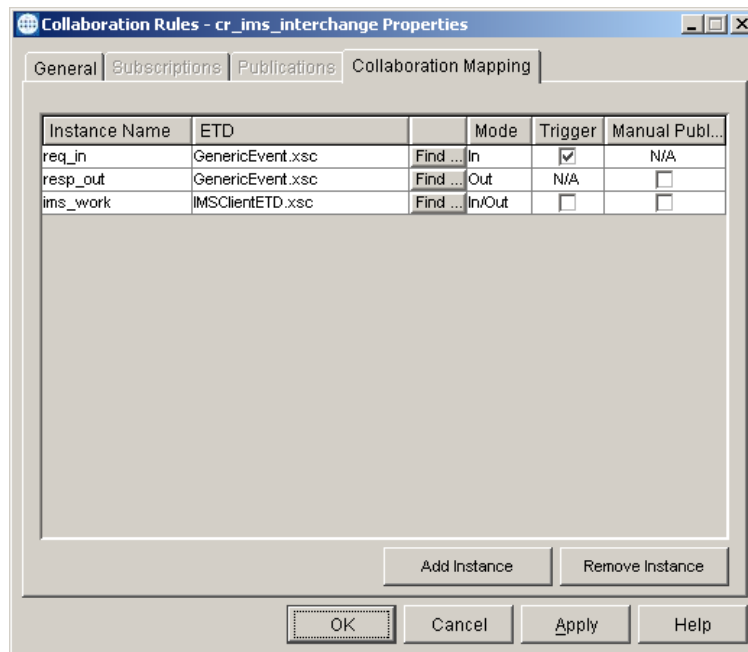 Collaboration Rules - cr_ims_interchange Properties
General Subscriptions Publications Collaboration Mapping
Instance Name ETD Mode Trigger Manual Publ...
req_in GenericEvent.xsc Find ... In N/A
resp_out GenericEvent.xsc Find ... Out N/A
ims_work IMSClientETD.xsc Find ... In/Out
Add Instance Remove Instance
OK Cancel Apply Help